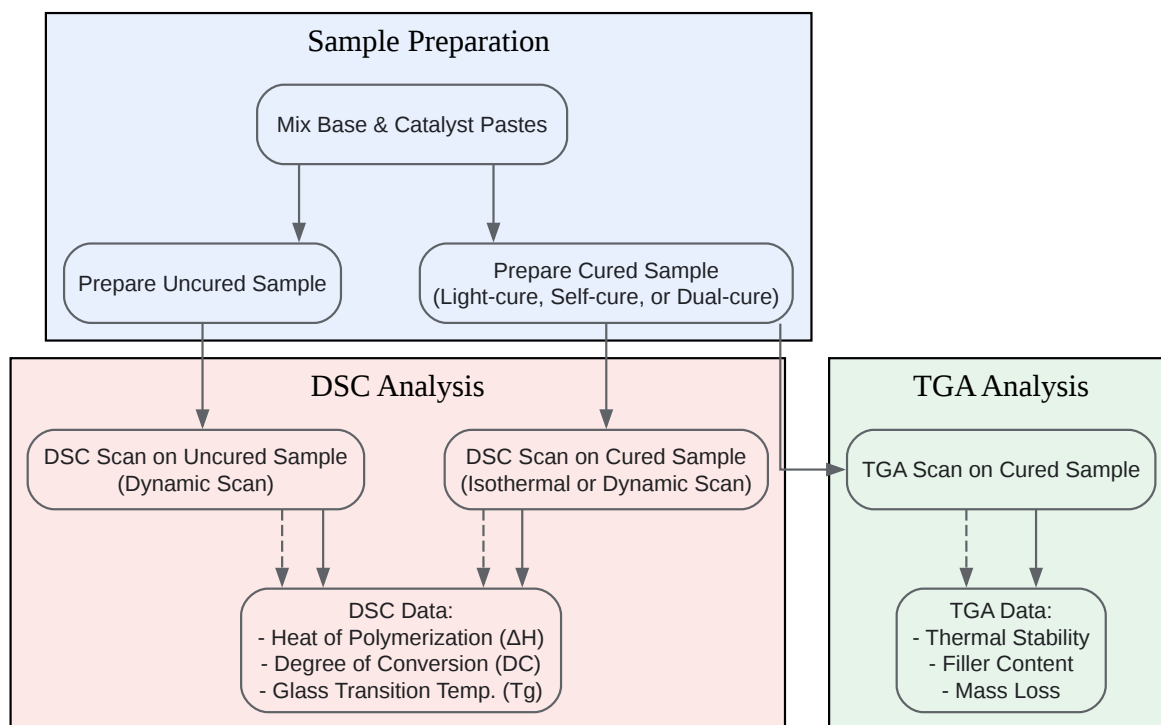 Sample Preparation
Mix Base & Catalyst Pastes
Prepare Uncured Sample
Prepare Cured Sample
(Light-cure, Self-cure, or Dual-cure)
DSC Analysis
DSC Scan on Uncured Sample
(Dynamic Scan)
DSC Scan on Cured Sample
(Isothermal or Dynamic Scan)
DSC Data:
- Heat of Polymerization (ΔH)
- Degree of Conversion (DC)
- Glass Transition Temp. (Tg)
TGA Analysis
TGA Scan on Cured Sample
TGA Data:
- Thermal Stability
- Filler Content
- Mass Loss